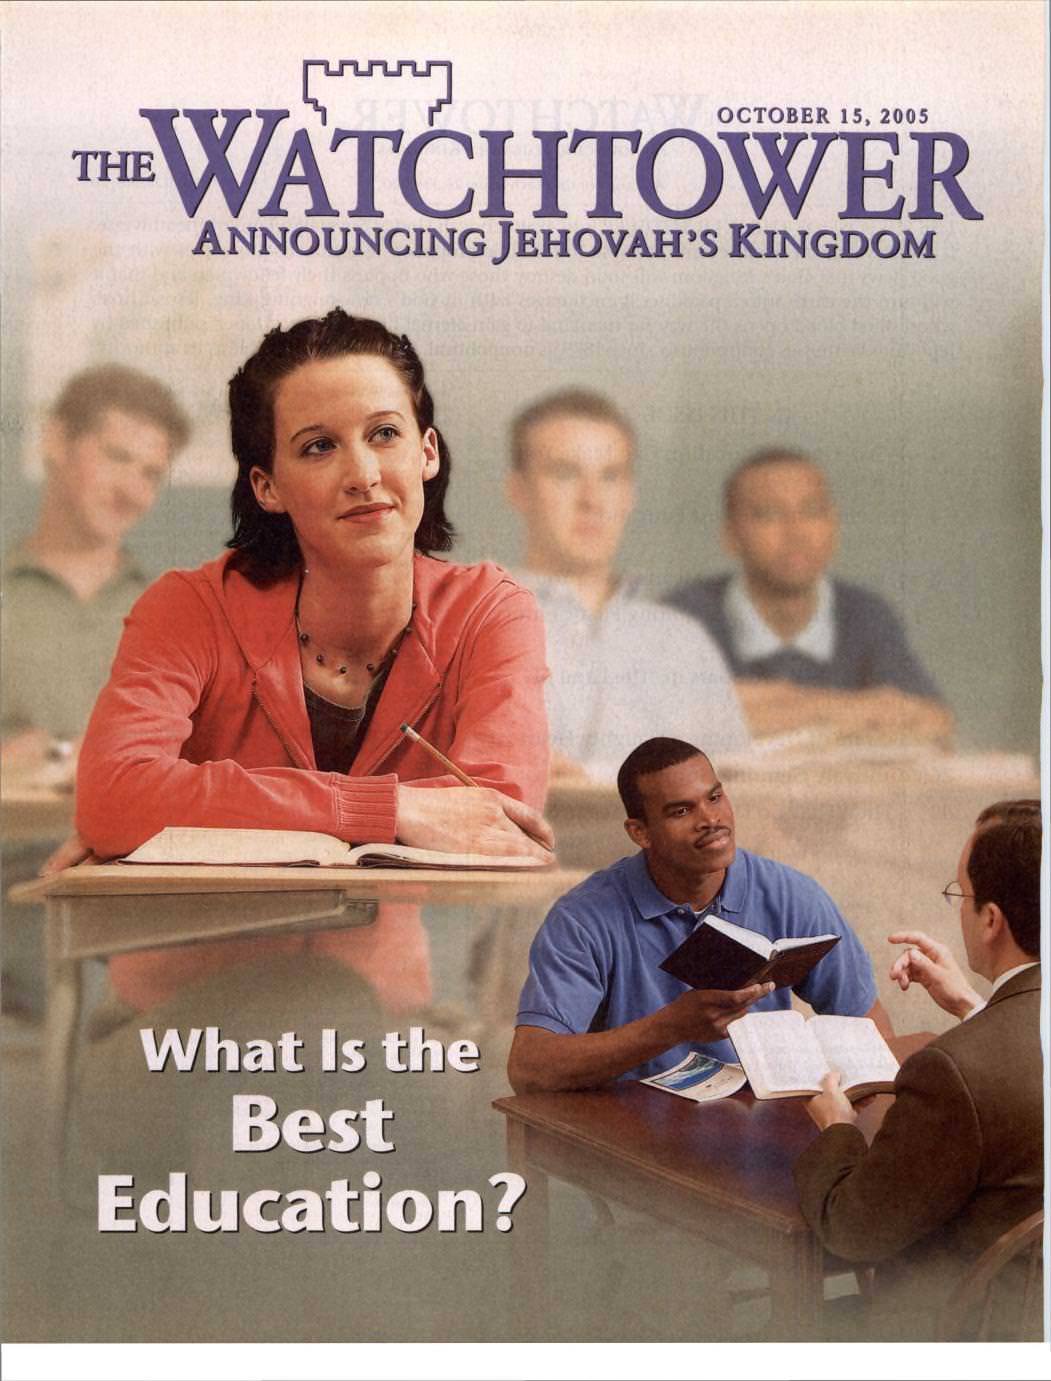 OCTOBER 15, 2005
THE WATCHTOWER
ANNOUNCING JEHOVAH'S KINGDOM
What Is the
Best
Education?